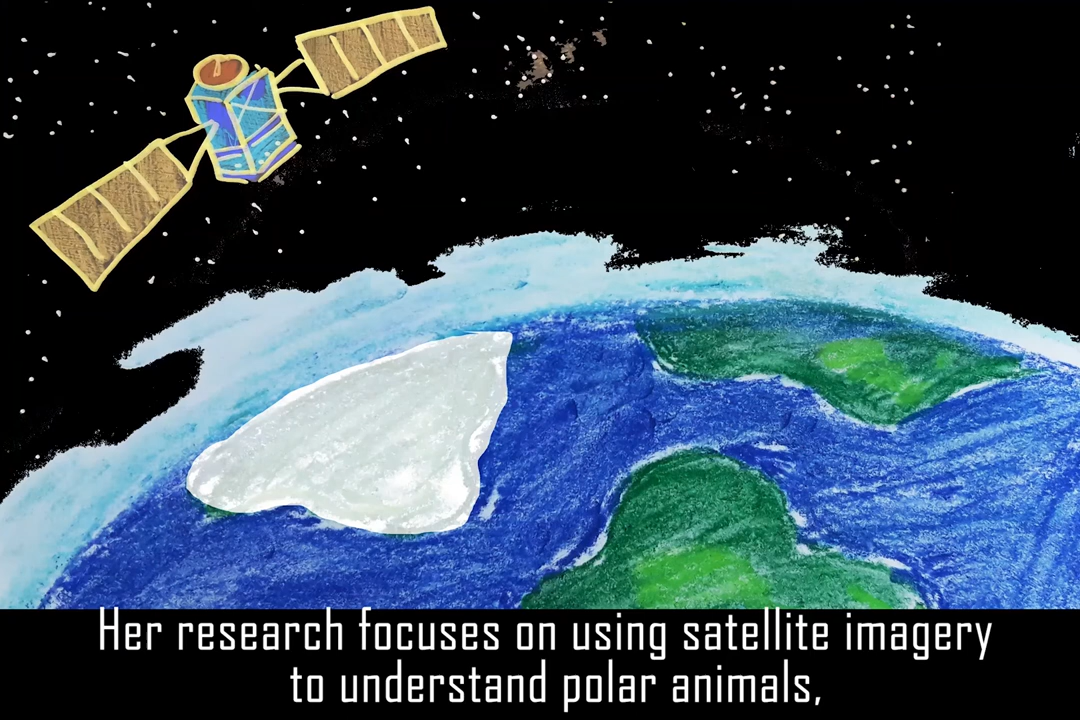 Her research focuses on using satellite imagery
to understand polar animals,